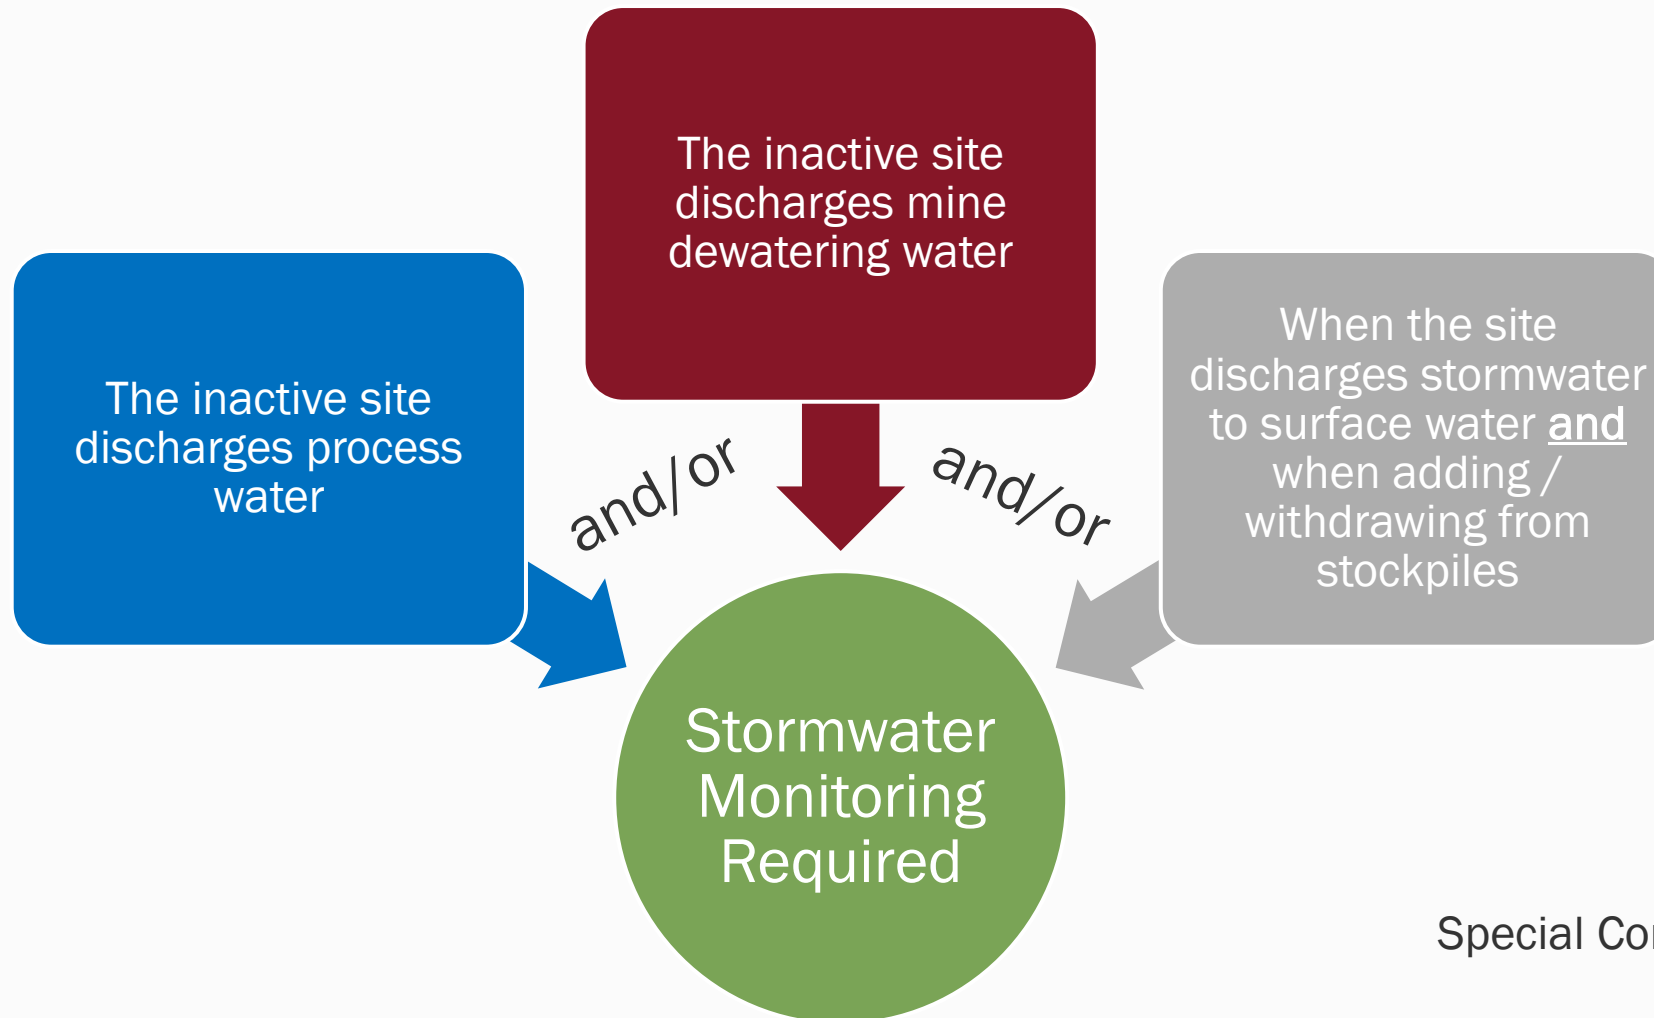 The inactive site
discharges mine
dewatering water
The inactive site
discharges process
water
and/or
and/or
When the site
discharges stormwater
to surface water and
when adding /
withdrawing from
stockpiles
Stormwater
Monitoring
Required
Special